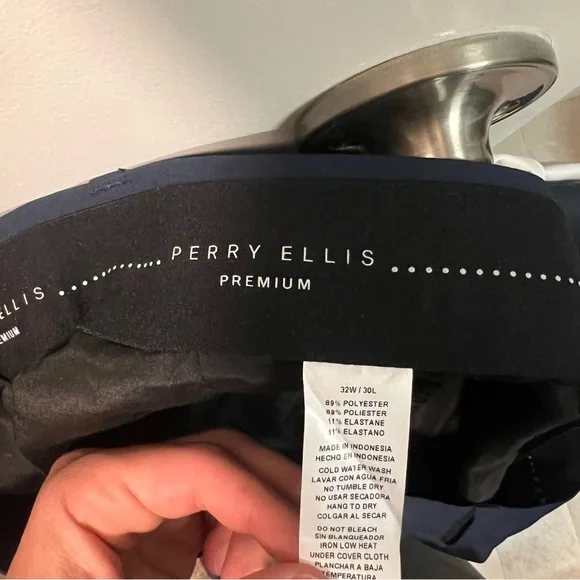 PERRY ELLIS
PREMIUM
ELLIS
32W / 30L
89% POLYESTER
89% POLIESTER
11% ELASTANE
11% ELASTANO
MADE IN INDONESIA
HECHO EN INDONESIA
COLD WATER WASH
LAVAR CON AGUA FRIA
NO TUMBLE DRY
NO USAR SECADORA
HANG TO DRY
COLGAR AL SECAR
DO NOT BLEACH
SIN BLANQUEADOR
IRON LOW HEAT
UNDER COVER CLOTH
PLANCHAR A BAJA
TEMPERATURA